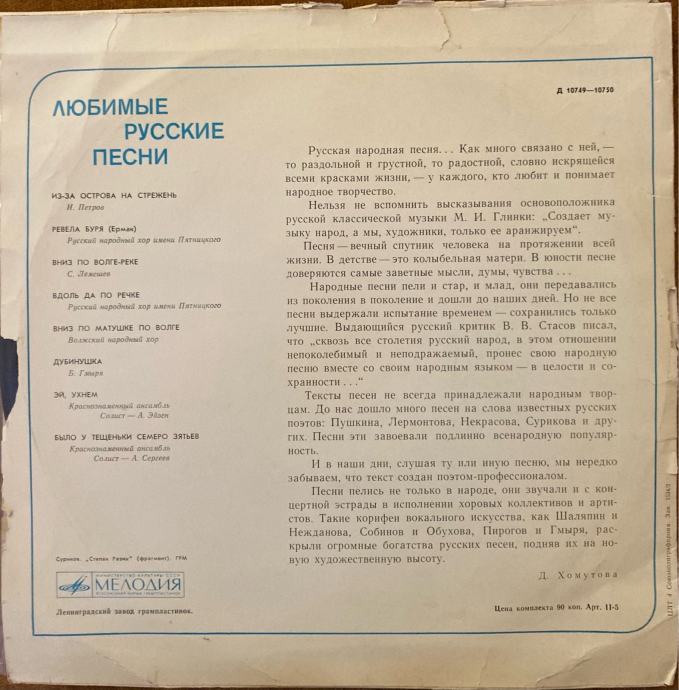 Д 10749—10750
ЛЮБИМЫЕ
РУССКИЕ
ПЕСНИ
ИЗ-ЗА ОСТРОВА НА СТРЕЖЕНЬ
И. Петров
РЕВЕЛА БУРЯ (Ермак)
Русский народный хор имени Пятницкого
ВНИЗ ПО ВОЛГЕ-РЕКЕ
С. Лемешев
ВДОЛЬ ДА ПО РЕЧКЕ
Русский народный хор имени Пятницкого
ВНИЗ ПО МАТУШКЕ ПО ВОЛГЕ
Волжский народный хор
ДУБИНУШКА
Б. Гмыря
ЭЙ, УХНЕМ
Краснознаменный ансамбль
Солист — А. Эйзен
БЫЛО У ТЕЩЕНЬКИ СЕМЕРО ЗЯТЬЕВ
Краснознаменный ансамбль
Солист — А. Сергеев
Суриков. „Степан Разин" (фрагмент), ГРМ
МИНИСТЕРСТВО КУЛЬТУРЫ СССР
МЕЛОДИЯ
ВСЕСОЮЗНАЯ ФИРМА ГРАМПЛАСТИНОК
Ленинградский завод грампластинок.
Русская народная песня... Как много связано с ней, —
то раздольной и грустной, то радостной, словно искрящейся
всеми красками жизни, — у каждого, кто любит и понимает
народное творчество.
Нельзя не вспомнить высказывания основоположника
русской классической музыки М. И. Глинки: „Создает му-
зыку народ, а мы, художники, только ее аранжируем“.
Песня — вечный спутник человека на протяжении всей
жизни. В детстве — это колыбельная матери. В юности песне
доверяются самые заветные мысли, думы, чувства ...
Народные песни пели и стар, и млад, они передавались
из поколения в поколение и дошли до наших дней. Но не все
песни выдержали испытание временем — сохранились только
лучшие. Выдающийся русский критик В. В. Стасов писал,
что „сквозь все столетия русский народ, в этом отношении
непоколебимый и неподражаемый, пронес свою народную
песню вместе со своим народным языком — в целости и со-
хранности ...“
Тексты песен не всегда принадлежали народным твор-
цам. До нас дошло много песен на слова известных русских
поэтов: Пушкина, Лермонтова, Некрасова, Сурикова и дру-
гих. Песни эти завоевали подлинно всенародную популяр-
ность.
И в наши дни, слушая ту или иную песню, мы нередко
забываем, что текст создан поэтом-профессионалом.
Песни пелись не только в народе, они звучали и с кон-
цертной эстрады в исполнении хоровых коллективов и арти-
стов. Такие корифеи вокального искусства, как Шаляпин и
Нежданова, Собинов и Обухова, Пирогов и Гмыря, рас-
крыли огромные богатства русских песен, подняв их на но-
вую художественную высоту.
Д. Хомутова
Цена комплекта 90 коп. Арт. 11-5
ЦЛТ 4 Союзполиграфпрома. Зак.